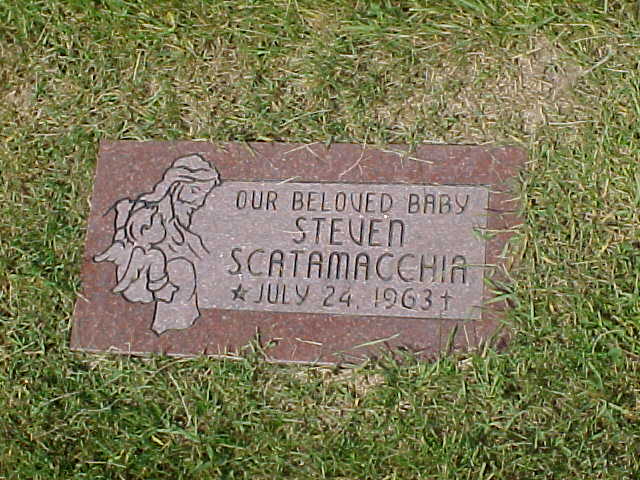 OUR BELOVED BABY
STEVEN
SCATAMACCHIA
★ JULY 24, 1963 ✝